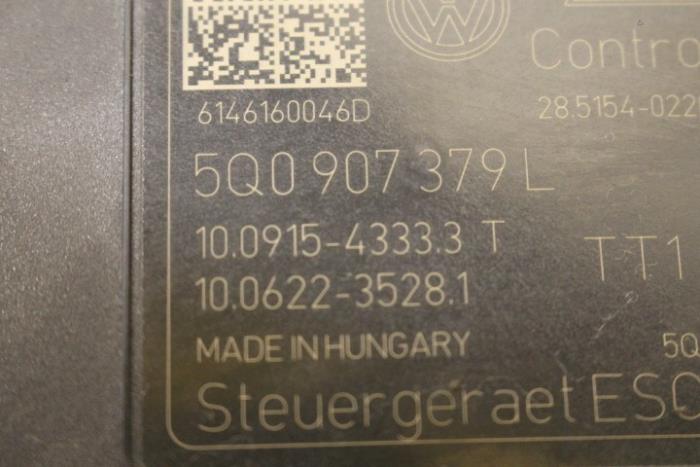 Contro
6146160046D
28.5154-022
5Q0 907 379 L
10.0915-4333.3 T
TT1
10.0622-3528.1
MADE IN HUNGARY
5Q
Steuergeraet ESC